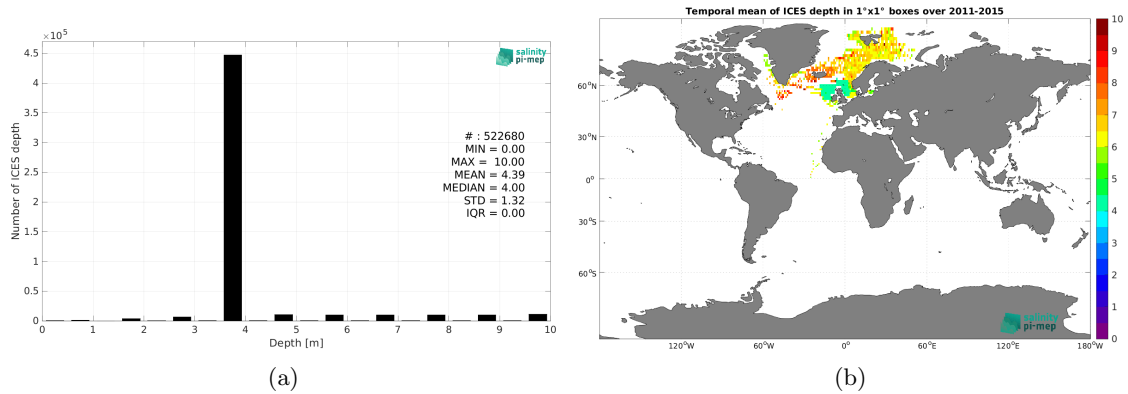 ×10⁵
4.5
4
3.5
3
2.5
2
1.5
1
0.5
0
Number of ICES depth
salinity
pi-mep
# : 522680
MIN = 0.00
MAX = 10.00
MEAN = 4.39
MEDIAN = 4.00
STD = 1.32
IQR = 0.00
0 1 2 3 4 5 6 7 8 9 10
Depth [m]
(a)
Temporal mean of ICES depth in 1°x1° boxes over 2011-2015
60°N
30°N
0°
30°S
60°S
120°W 60°W 0° 60°E 120°E 180°W
salinity
pi-mep
10
9
8
7
6
5
4
3
2
1
0
(b)